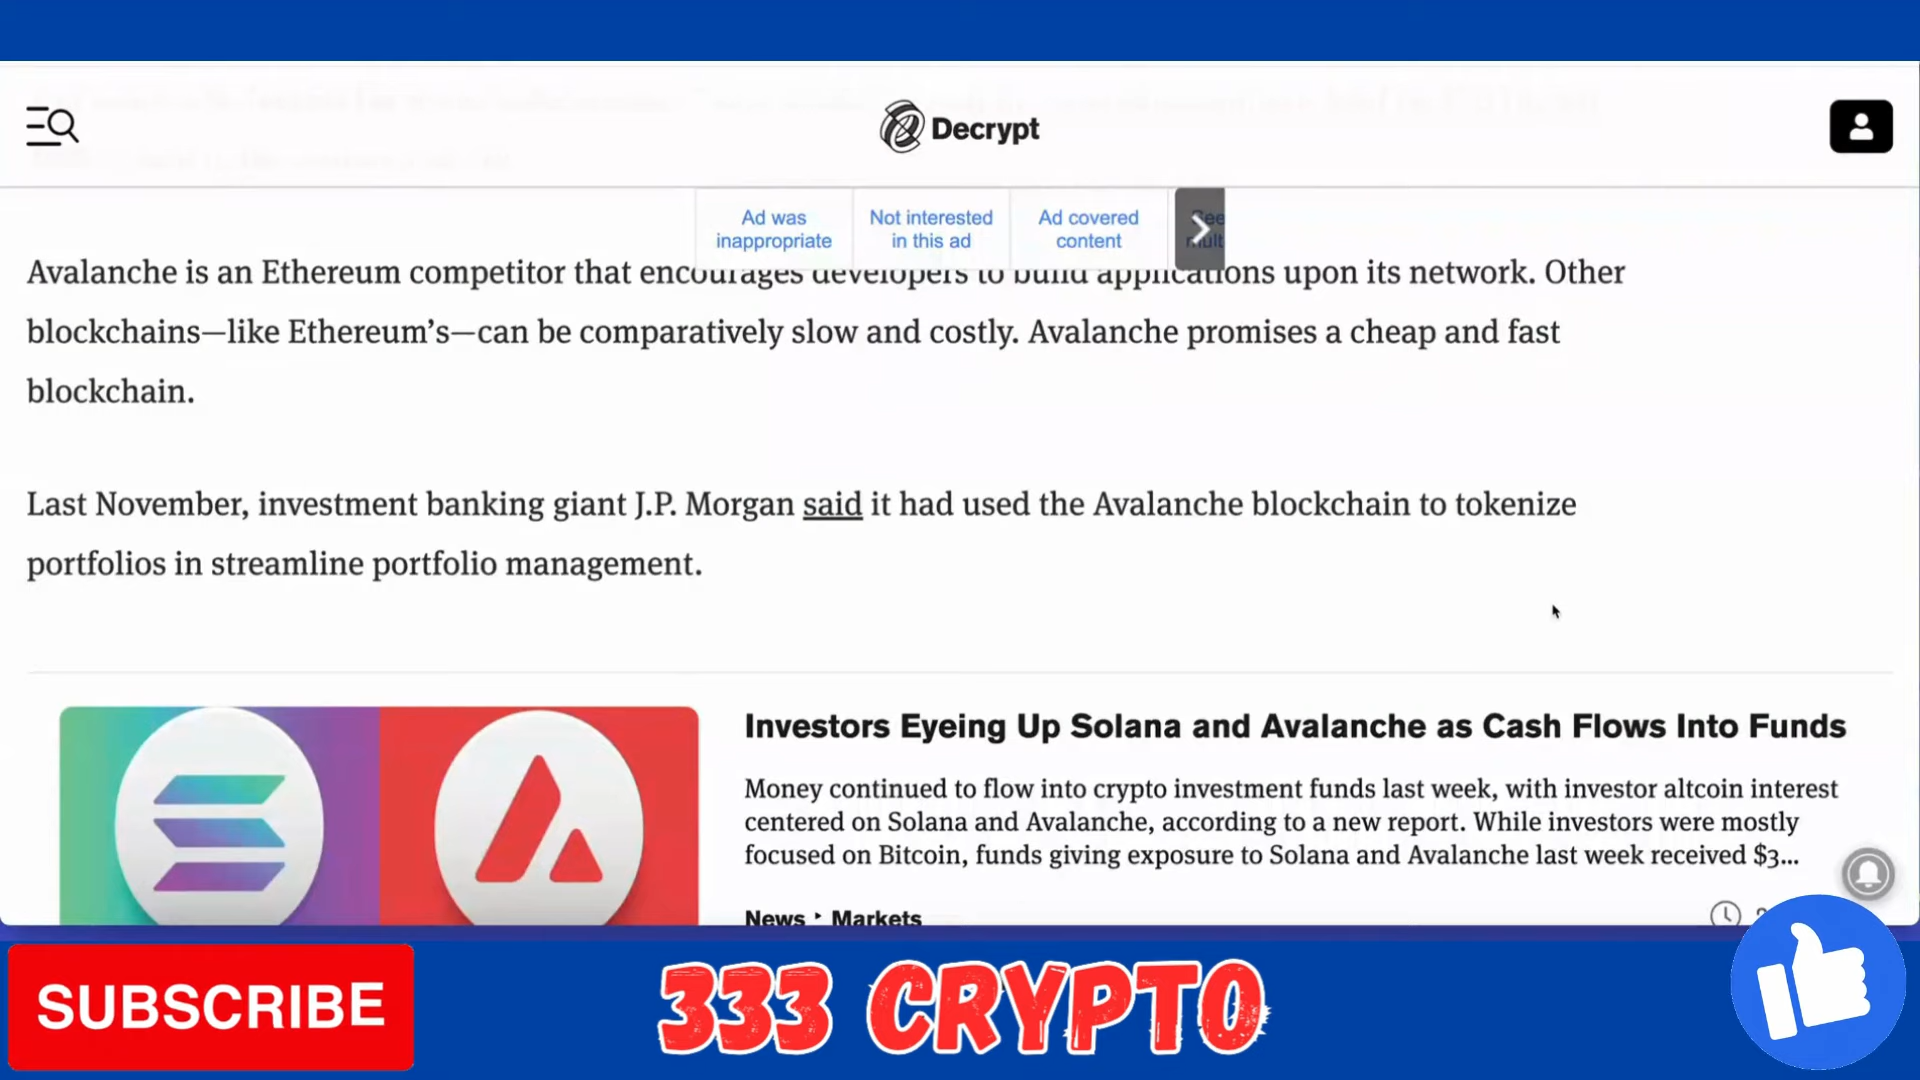 Decrypt
Ad was
inappropriate
Not interested
in this ad
Ad covered
content
See
mult
Avalanche is an Ethereum competitor that encourages developers to build applications upon its network. Other
blockchains—like Ethereum’s—can be comparatively slow and costly. Avalanche promises a cheap and fast
blockchain.
Last November, investment banking giant J.P. Morgan said it had used the Avalanche blockchain to tokenize
portfolios in streamline portfolio management.
Investors Eyeing Up Solana and Avalanche as Cash Flows Into Funds
Money continued to flow into crypto investment funds last week, with investor altcoin interest
centered on Solana and Avalanche, according to a new report. While investors were mostly
focused on Bitcoin, funds giving exposure to Solana and Avalanche last week received $3...
News ‣ Markets
SUBSCRIBE
333 CRYPTO